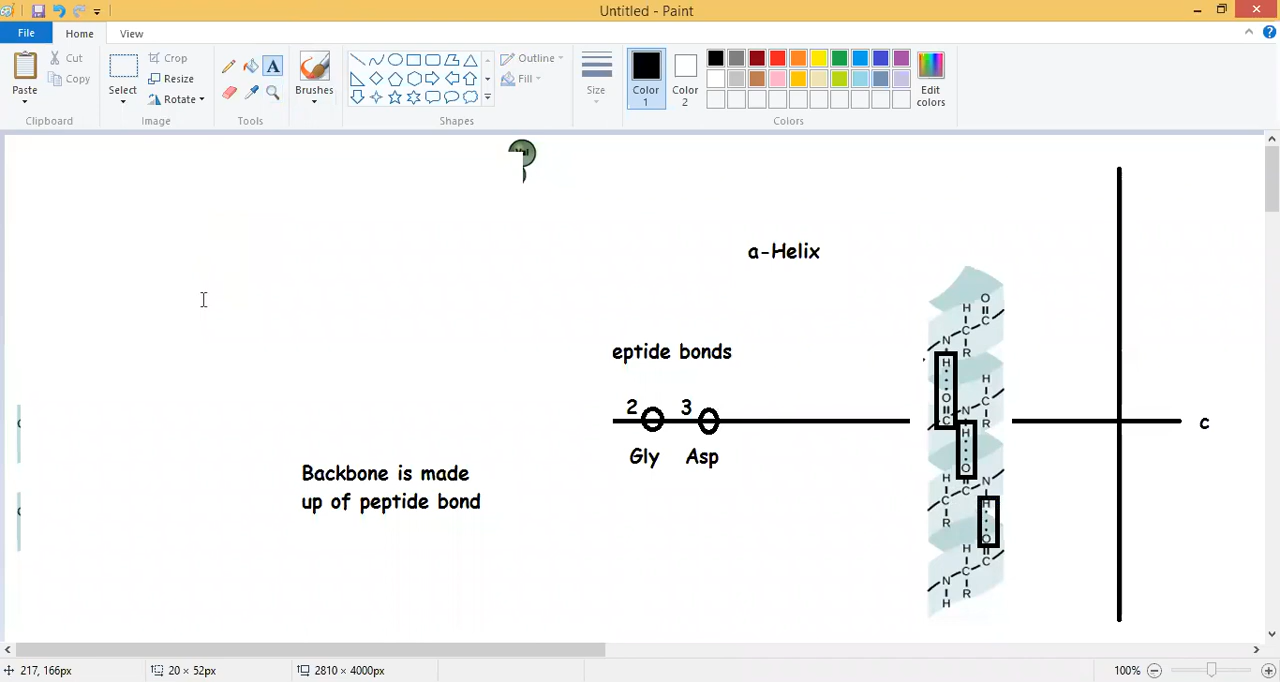 Untitled - Paint
File
Home
View
Paste
Cut
Copy
Clipboard
Select
Crop
Resize
Rotate
Image
A
Tools
Brushes
Shapes
Outline
Fill
Size
Color 1
Color 2
Edit colors
Colors
a-Helix
eptide bonds
2 3
Gly Asp
c
Backbone is made
up of peptide bond
O
H
C
C
N
R
H
H
O
C
R
C
N
H
H
O
N
C
H
C
R
H
O
H
C
C
N
R
H
217, 166px
20 × 52px
2810 × 4000px
100%